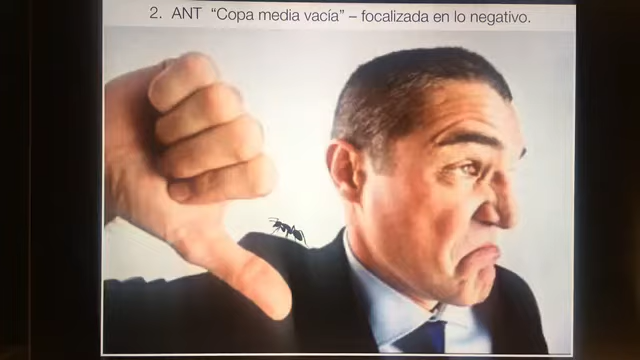 2. ANT "Copa media vacía" – focalizada en lo negativo.